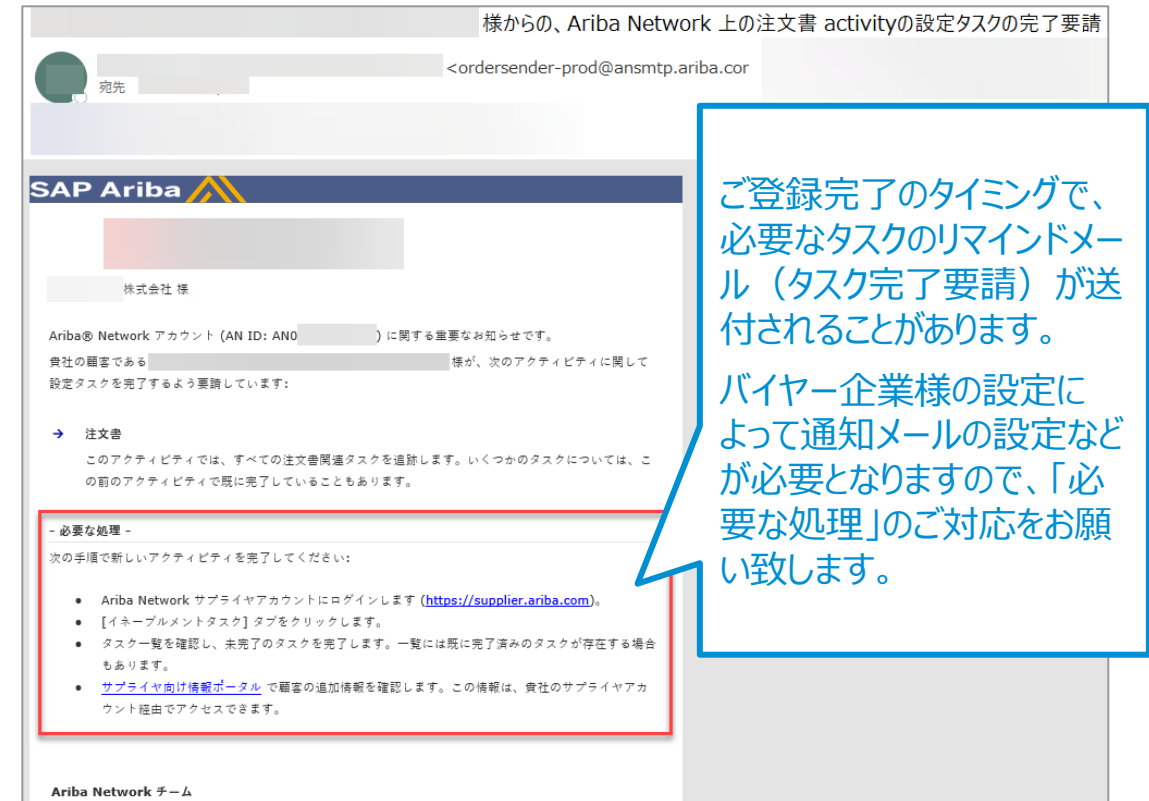 様からの、Ariba Network 上の注文書 activityの設定タスクの完了要請
<ordersender-prod@ansmtp.ariba.cor
宛先
SAP Ariba
株式会社 様
Ariba® Network アカウント (AN ID: AN0 ) に関する重要なお知らせです。
貴社の顧客である 様が、次のアクティビティに関して
設定タスクを完了するよう要請しています:
→ 注文書
このアクティビティでは、すべての注文書関連タスクを追跡します。いくつかのタスクについては、こ
の前のアクティビティで既に完了していることもあります。
- 必要な処理 -
次の手順で新しいアクティビティを完了してください:
● Ariba Network サプライヤアカウントにログインします (https://supplier.ariba.com)。
● [イネーブルメントタスク] タブをクリックします。
● タスク一覧を確認し、未完了のタスクを完了します。一覧には既に完了済みのタスクが存在する場合
もあります。
● サプライヤ向け情報ポータル で顧客の追加情報を確認します。この情報は、貴社のサプライヤアカ
ウント経由でアクセスできます。
Ariba Network チーム
ご登録完了のタイミングで、
必要なタスクのリマインドメー
ル（タスク完了要請）が送
付されることがあります。
バイヤー企業様の設定に
よって通知メールの設定など
が必要となりますので、「必
要な処理」のご対応をお願
い致します。